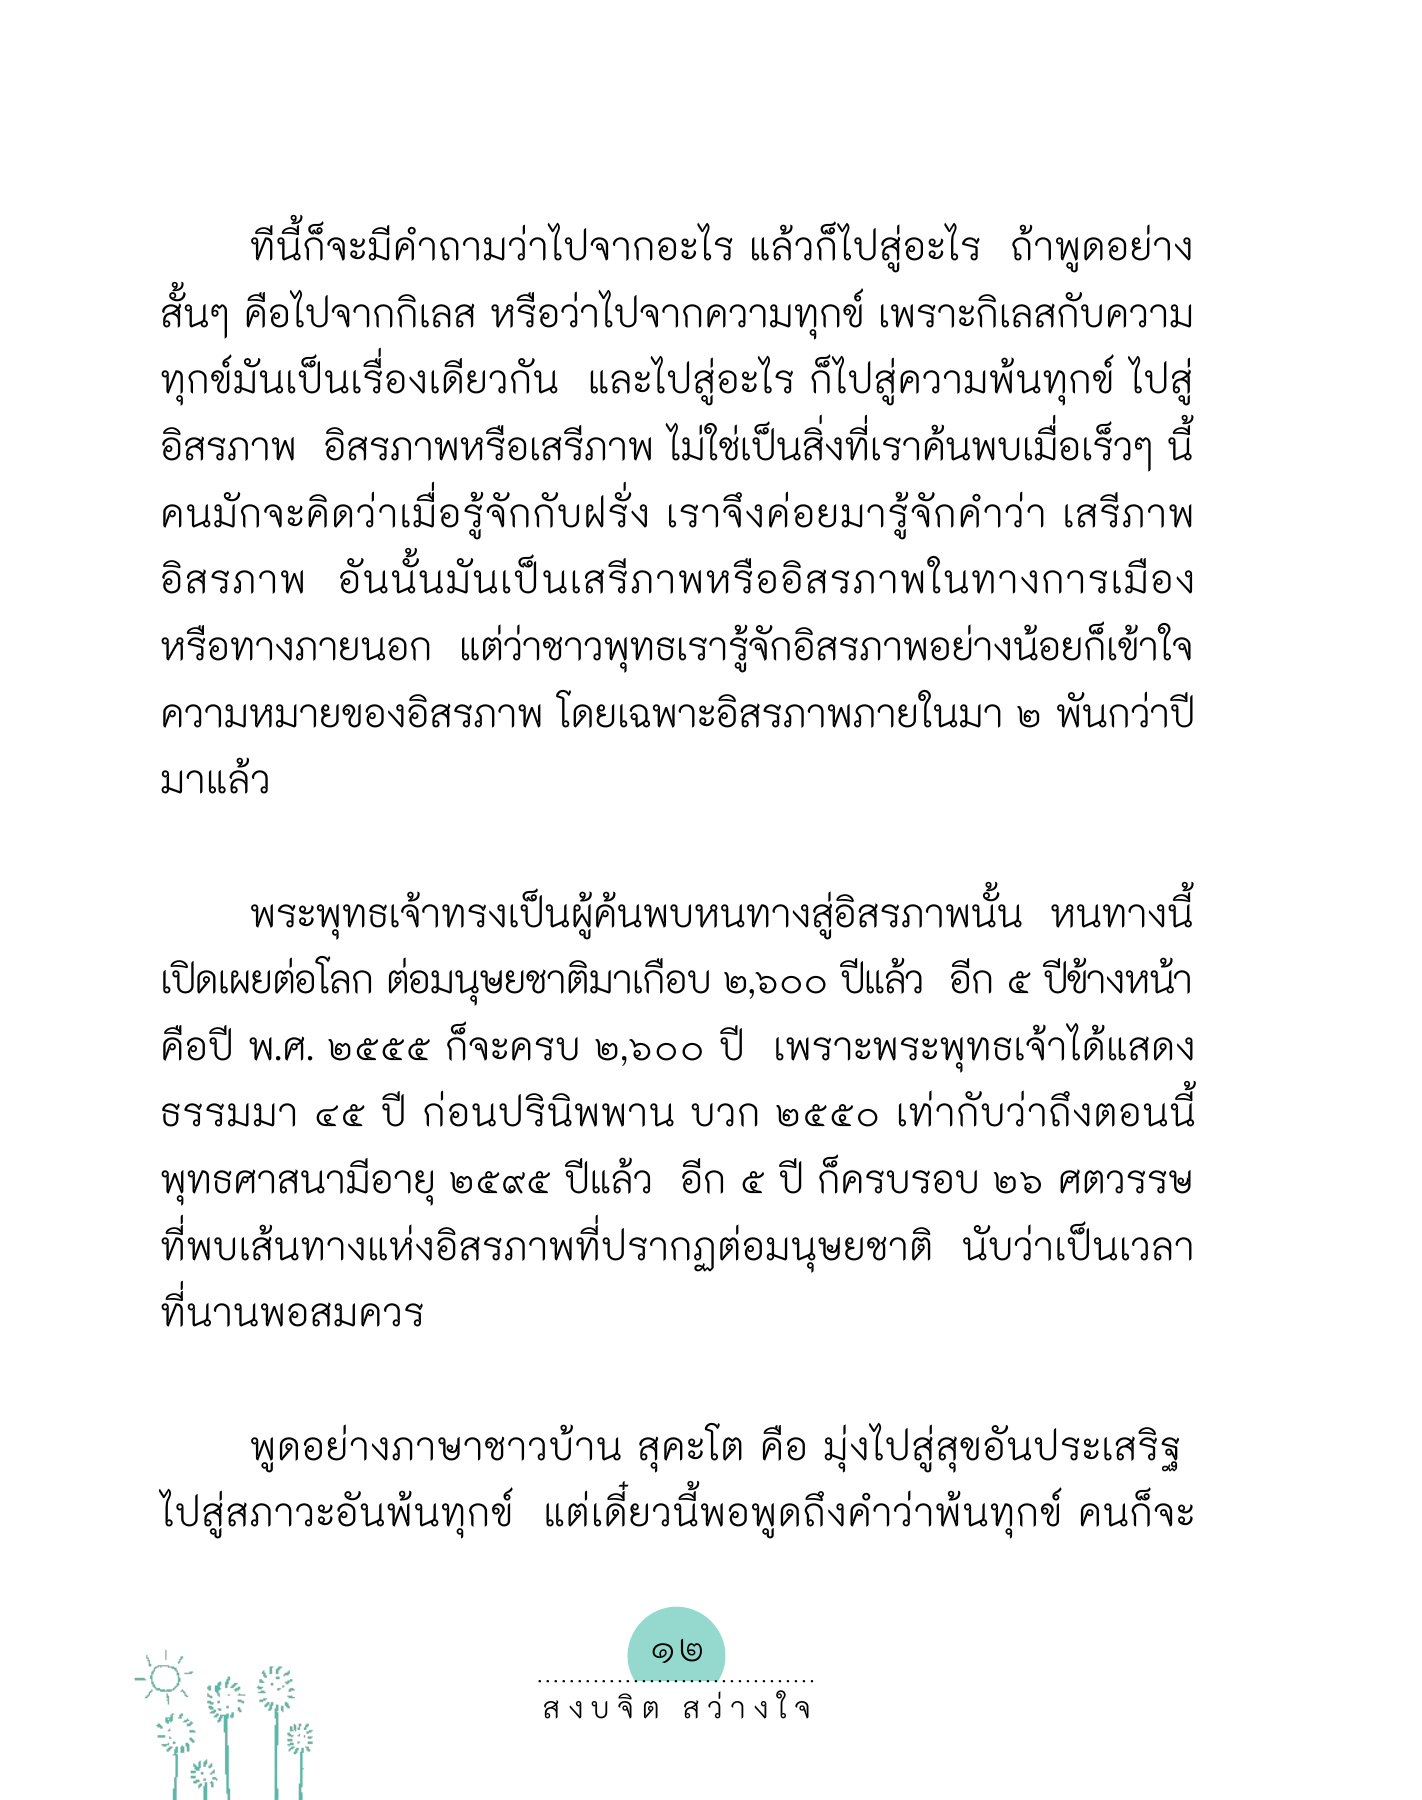 ทีนี้ก็จะมีคำถามว่าไปจากอะไร แล้วก็ไปสู่อะไร ถ้าพูดอย่าง
สั้นๆ คือไปจากกิเลส หรือว่าไปจากความทุกข์ เพราะกิเลสกับความ
ทุกข์มันเป็นเรื่องเดียวกัน และไปสู่อะไร ก็ไปสู่ความพ้นทุกข์ ไปสู่
อิสรภาพ อิสรภาพหรือเสรีภาพ ไม่ใช่เป็นสิ่งที่เราค้นพบเมื่อเร็วๆ นี้
คนมักจะคิดว่าเมื่อรู้จักกับฝรั่ง เราจึงค่อยมารู้จักคำว่า เสรีภาพ
อิสรภาพ อันนั้นมันเป็นเสรีภาพหรืออิสรภาพในทางการเมือง
หรือทางภายนอก แต่ว่าชาวพุทธเรารู้จักอิสรภาพอย่างน้อยก็เข้าใจ
ความหมายของอิสรภาพ โดยเฉพาะอิสรภาพภายในมา ๒ พันกว่าปี
มาแล้ว
พระพุทธเจ้าทรงเป็นผู้ค้นพบหนทางสู่อิสรภาพนั้น หนทางนี้
เปิดเผยต่อโลก ต่อมนุษยชาติมาเกือบ ๒,๖๐๐ ปีแล้ว อีก ๕ ปีข้างหน้า
คือปี พ.ศ. ๒๕๕๕ ก็จะครบ ๒,๖๐๐ ปี เพราะพระพุทธเจ้าได้แสดง
ธรรมมา ๔๕ ปี ก่อนปรินิพพาน บวก ๒๕๕๐ เท่ากับว่าถึงตอนนี้
พุทธศาสนามีอายุ ๒๕๙๕ ปีแล้ว อีก ๕ ปี ก็ครบรอบ ๒๖ ศตวรรษ
ที่พบเส้นทางแห่งอิสรภาพที่ปรากฏต่อมนุษยชาติ นับว่าเป็นเวลา
ที่นานพอสมควร
พูดอย่างภาษาชาวบ้าน สุคะโต คือ มุ่งไปสู่สุขอันประเสริฐ
ไปสู่สภาวะอันพ้นทุกข์ แต่เดี๋ยวนี้พอพูดถึงคำว่าพ้นทุกข์ คนก็จะ
๑๒
สงบจิต สว่างใจ